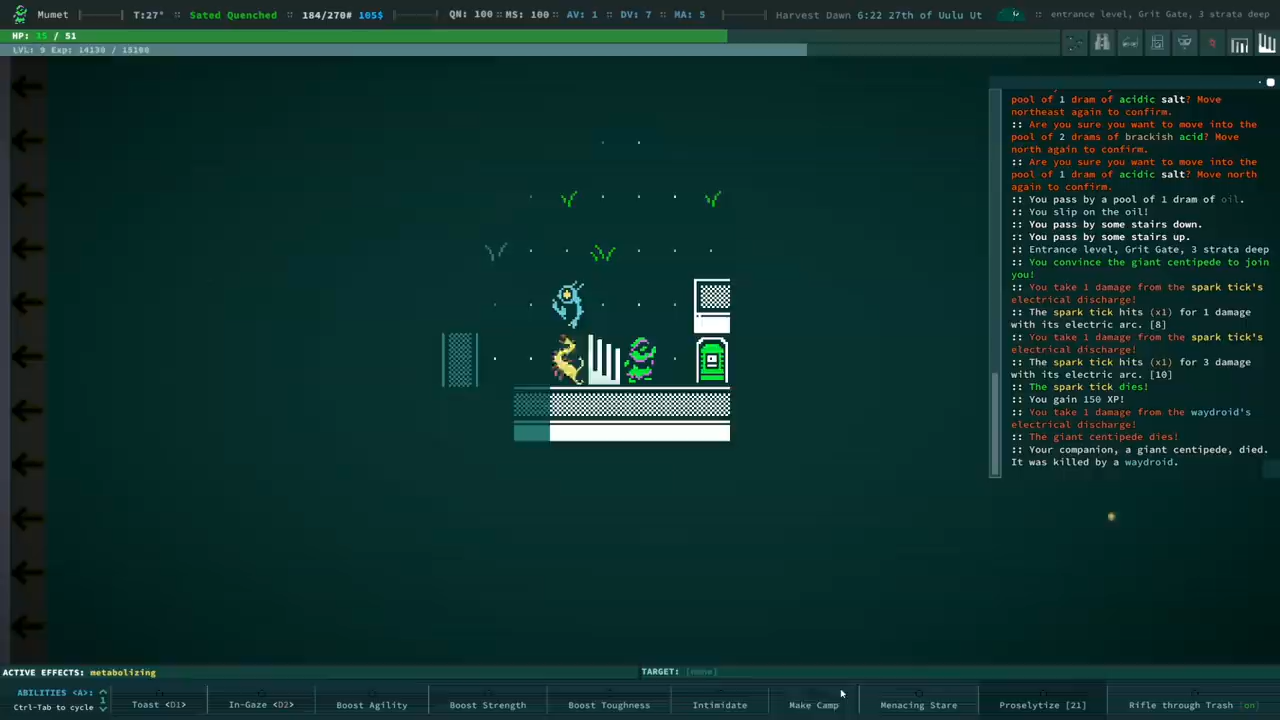 Mumet T:27° :: Sated Quenched :: 184/270# 105$ QN: 100 :: MS: 100 :: AV: 1 :: DV: 7 :: MA: 5 Harvest Dawn 6:22 27th of Uulu Ut :: entrance level, Grit Gate, 3 strata deep
HP: 35 / 51
LVL: 9 Exp: 14130 / 15190
pool of 1 dram of acidic salt? Move
northeast again to confirm.
:: Are you sure you want to move into the
pool of 2 drams of brackish acid? Move
north again to confirm.
:: Are you sure you want to move into the
pool of 1 dram of acidic salt? Move north
again to confirm.
:: You pass by a pool of 1 dram of oil.
:: You slip on the oil!
:: You pass by some stairs down.
:: You pass by some stairs up.
:: Entrance level, Grit Gate, 3 strata deep
:: You convince the giant centipede to join
you!
:: You take 1 damage from the spark tick's
electrical discharge!
:: The spark tick hits (x1) for 1 damage
with its electric arc. [8]
:: You take 1 damage from the spark tick's
electrical discharge!
:: The spark tick hits (x1) for 3 damage
with its electric arc. [10]
:: The spark tick dies!
:: You gain 150 XP!
:: You take 1 damage from the waydroid's
electrical discharge!
:: The giant centipede dies!
:: Your companion, a giant centipede, died.
It was killed by a waydroid.
ACTIVE EFFECTS: metabolizing TARGET: [none]
ABILITIES <A>: 1
Ctrl-Tab to cycle
Toast <D1> In-Gaze <D2> Boost Agility Boost Strength Boost Toughness Intimidate Make Camp Menacing Stare Proselytize [21] Rifle through Trash [on]